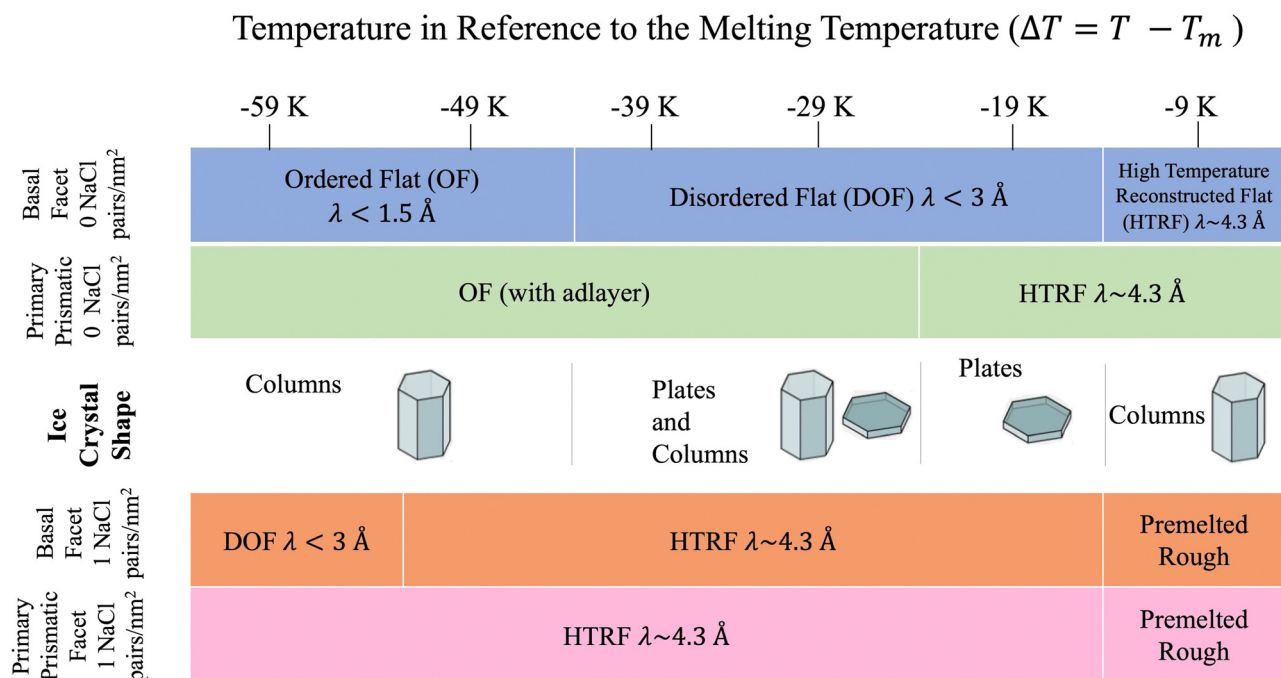 Temperature in Reference to the Melting Temperature (ΔT = T − Tₘ )
-59 K -49 K -39 K -29 K -19 K -9 K
Basal
Facet
0 NaCl
pairs/nm²
Ordered Flat (OF)
λ < 1.5 Å
Disordered Flat (DOF) λ < 3 Å
High Temperature
Reconstructed Flat
(HTRF) λ~4.3 Å
Primary
Prismatic
0 NaCl
pairs/nm²
OF (with adlayer)
HTRF λ~4.3 Å
Ice
Crystal
Shape
Columns
Plates
and
Columns
Plates
Columns
Basal
Facet
1 NaCl
pairs/nm²
DOF λ < 3 Å
HTRF λ~4.3 Å
Premelted
Rough
Primary
Prismatic
Facet
1 NaCl
pairs/nm²
HTRF λ~4.3 Å
Premelted
Rough